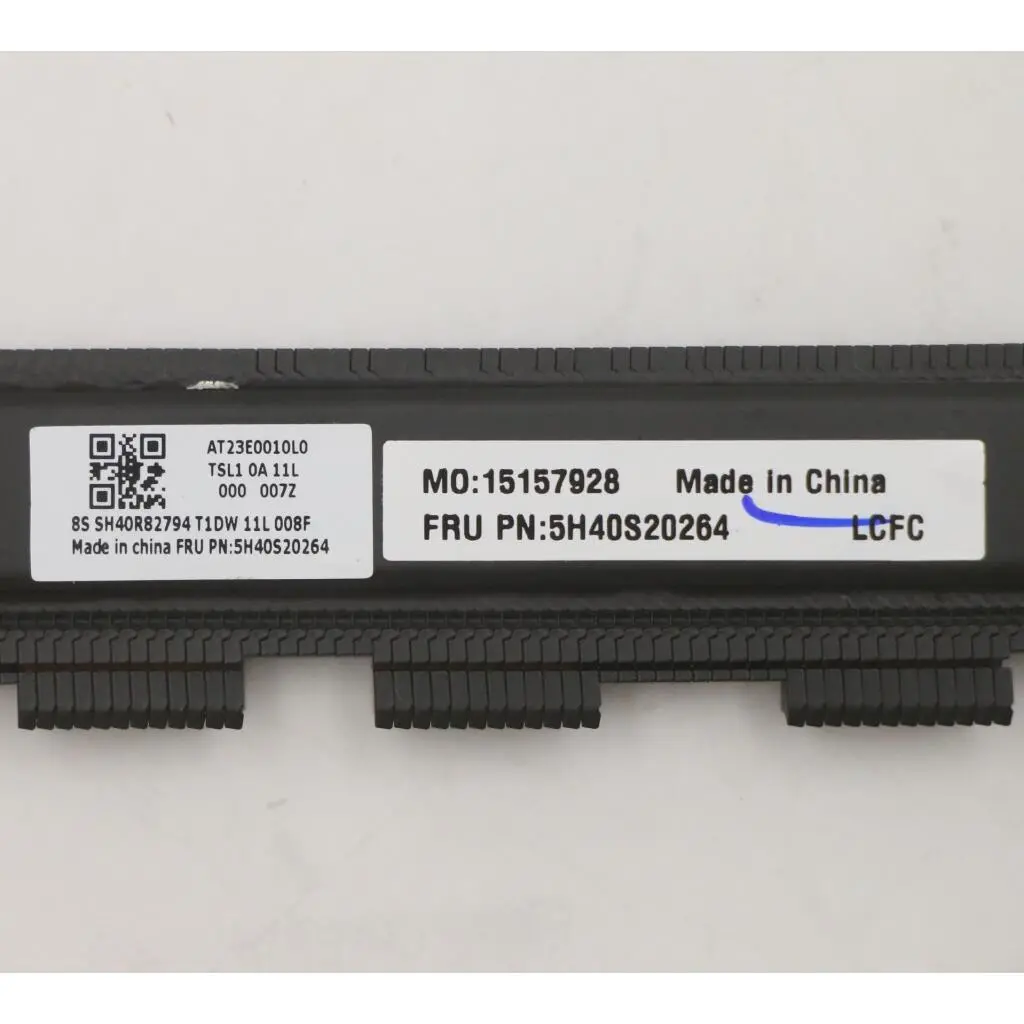 AT23E0010L0
TSL1 0A 11L
000 007Z
8S SH40R82794 T1DW 11L 008F
Made in china FRU PN:5H40S20264
MO:15157928 Made in China
FRU PN:5H40S20264 LCFC